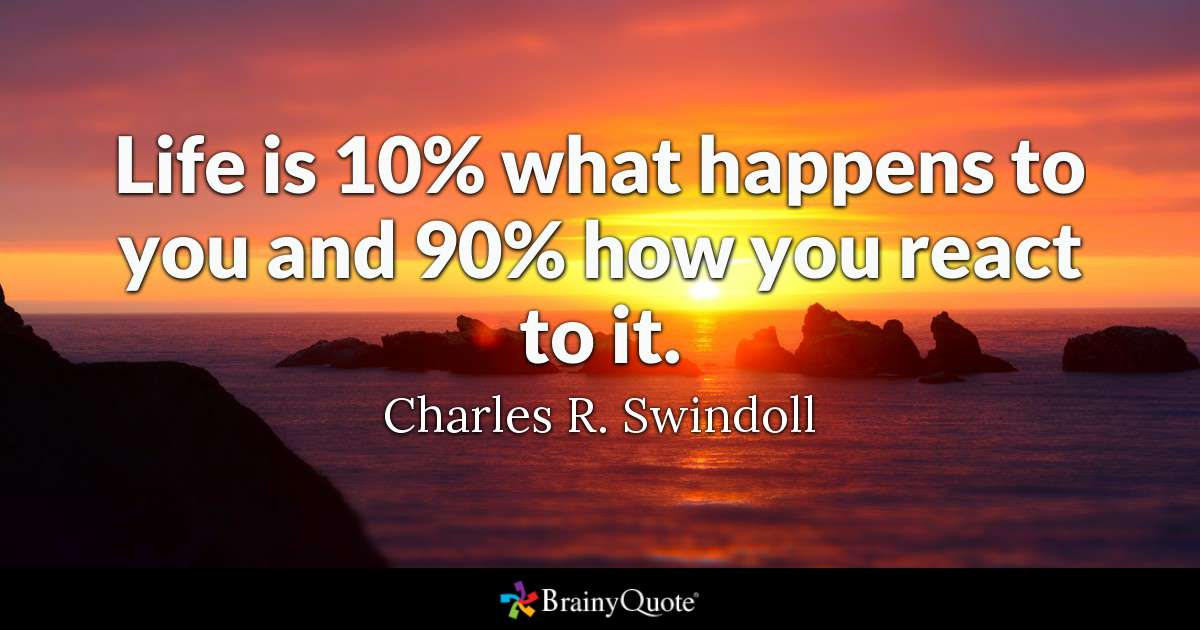 Life is 10% what happens to
you and 90% how you react
to it.
Charles R. Swindoll
BrainyQuote®